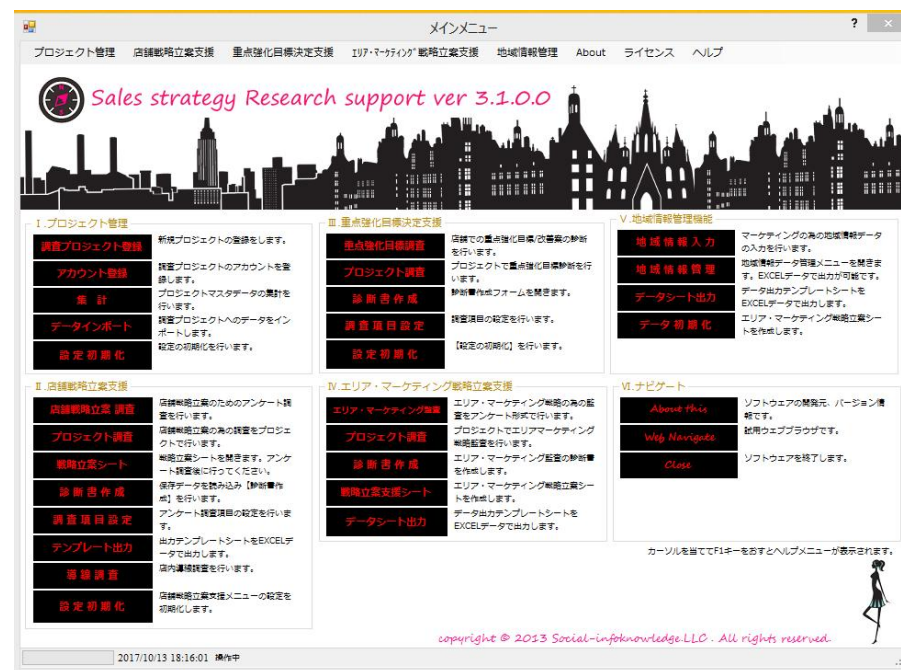 メインメニュー
?
×
プロジェクト管理 店舗戦略立案支援 重点強化目標決定支援 エリア・マーケティング戦略立案支援 地域情報管理 About ライセンス ヘルプ
Sales strategy Research support ver 3.1.0.0
Ⅰ.プロジェクト管理
調査プロジェクト登録
新規プロジェクトの登録をします。
アカウント登録
調査プロジェクトのアカウントを登
録します。
集 計
プロジェクトマスタデータの集計を
行います。
データインポート
調査プロジェクトへのデータをイン
ポートします。
設 定 初 期 化
設定の初期化を行います。
Ⅲ.重点強化目標決定支援
重点強化目標調査
店舗での重点強化目標/改善案の診断
を行います。
プロジェクト調査
プロジェクトで重点強化目標診断を行
います。
診 断 書 作 成
診断書作成フォームを開きます。
調 査 項 目 設 定
調査項目の設定を行います。
設 定 初 期 化
【設定の初期化】を行います。
Ⅴ.地域情報管理機能
地 域 情 報 入 力
マーケティングの為の地域情報データ
の入力を行います。
地 域 情 報 管 理
地域情報データ管理メニューを開きま
す。EXCELデータで出力が可能です。
データシート出力
データ出力テンプレートシートを
EXCELデータで出力します。
データ 初 期 化
エリア・マーケティング戦略立案シー
トを作成します。
Ⅱ.店舗戦略立案支援
店舗戦略立案 調査
店舗戦略立案のためのアンケート調
査を行います。
プロジェクト調査
店舗戦略立案の為の調査をプロジェ
クトで行います。
戦略立案シート
戦略立案シートを開きます。アンケ
ート調査後に行ってください。
診 断 書 作 成
保存データを読み込み【診断書作
成】を行います。
調 査 項 目 設 定
アンケート調査項目の設定を行いま
す。
テンプレート出力
出力テンプレートシートをEXCELデ
ータで出力します。
導 線 調 査
店内導線調査を行います。
設 定 初 期 化
店舗戦略立案支援メニューの設定を
初期化します。
Ⅳ.エリア・マーケティング戦略立案支援
エリア・マーケティング監査
エリア・マーケティング戦略の為の監
査をアンケート形式で行います。
プロジェクト調査
プロジェクトでエリアマーケティング
戦略監査を行います。
診 断 書 作 成
エリア・マーケティング監査の診断書
を作成します。
戦略立案支援シート
エリア・マーケティング戦略立案シー
トを作成します。
データシート出力
データ出力テンプレートシートを
EXCELデータで出力します。
Ⅵ.ナビゲート
About this
ソフトウェアの開発元、バージョン情
報です。
Web Navigate
試用ウェブブラウザです。
Close
ソフトウェアを終了します。
カーソルを当ててF1キーをおすとヘルプメニューが表示されます。
copyright © 2013 Social-infoknowledge.LLC . All rights reserved.
2017/10/13 18:16:01 操作中